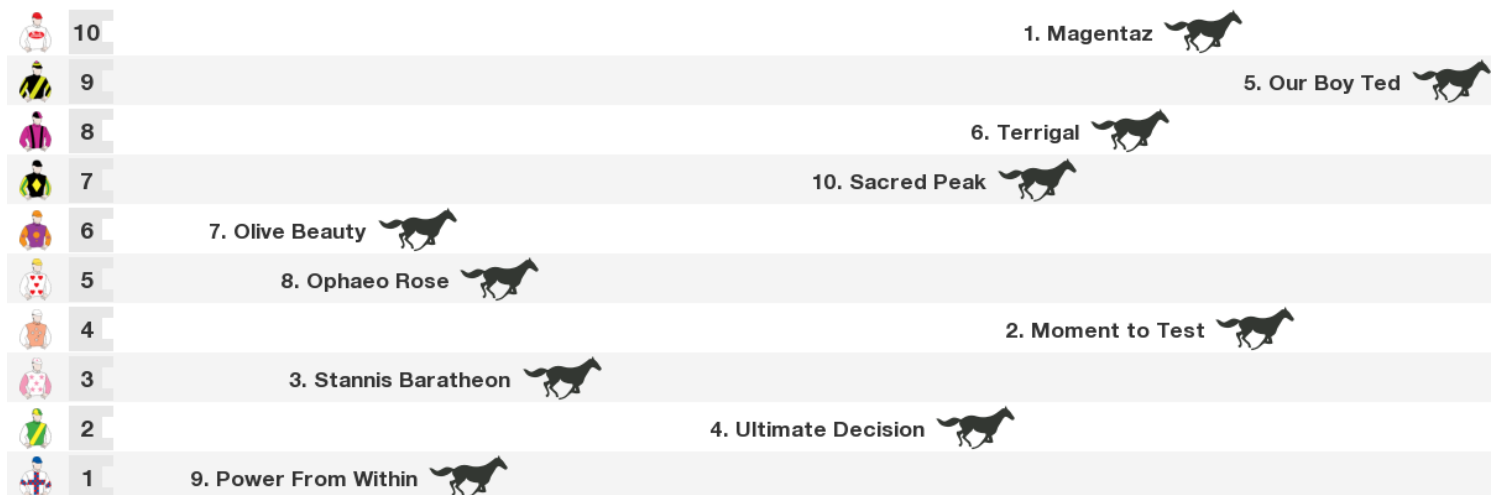 10 1. Magentaz
9 5. Our Boy Ted
8 6. Terrigal
7 10. Sacred Peak
6 7. Olive Beauty
5 8. Ophaeo Rose
4 2. Moment to Test
3 3. Stannis Baratheon
2 4. Ultimate Decision
1 9. Power From Within